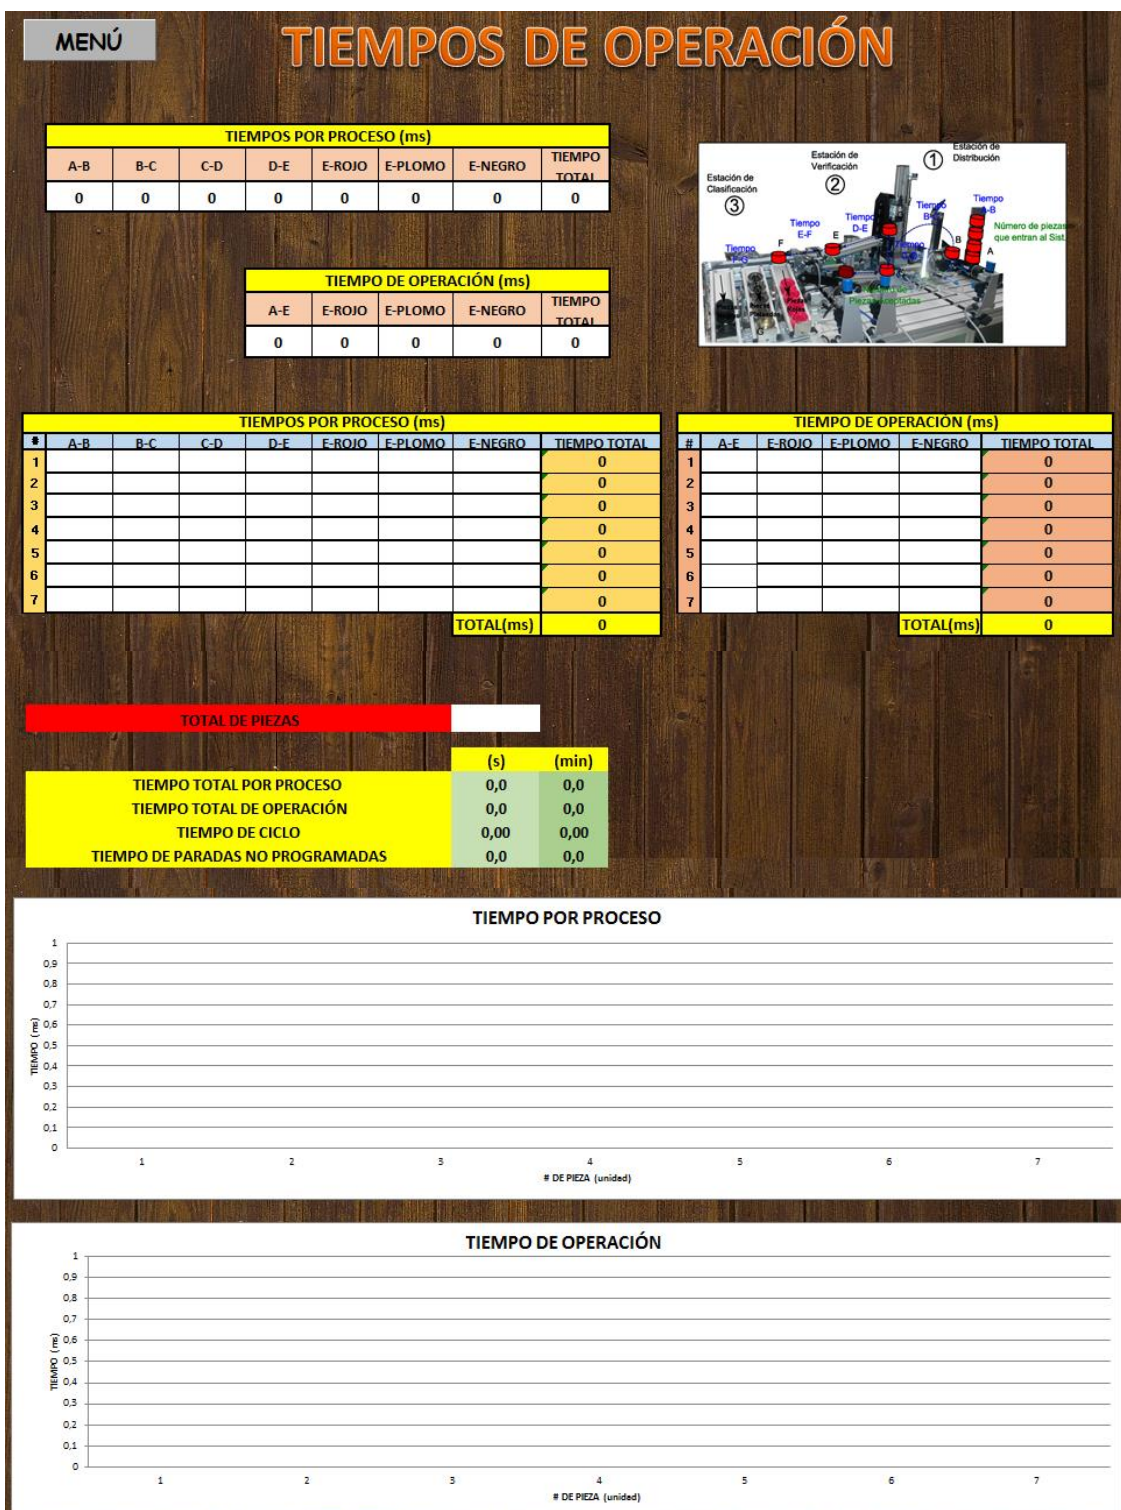 MENÚ
TIEMPOS DE OPERACIÓN
TIEMPOS POR PROCESO (ms)
A-B B-C C-D D-E E-ROJO E-PLOMO E-NEGRO TIEMPO TOTAL
0 0 0 0 0 0 0 0
TIEMPO DE OPERACIÓN (ms)
A-E E-ROJO E-PLOMO E-NEGRO TIEMPO TOTAL
0 0 0 0 0
Estación de
Distribución
1
Estación de
Verificación
2
Estación de
Clasificación
3
Tiempo
A-B
Tiempo
Tiempo
D-E
Tiempo
E-F
Tiempo
Número de piezas
que entran al Sist.
F
E
B
A
Piezas Aceptadas
Piezas
Rojas
G
TIEMPOS POR PROCESO (ms)
# A-B B-C C-D D-E E-ROJO E-PLOMO E-NEGRO TIEMPO TOTAL
1 0
2 0
3 0
4 0
5 0
6 0
7 0
TOTAL(ms) 0
TIEMPO DE OPERACIÓN (ms)
# A-E E-ROJO E-PLOMO E-NEGRO TIEMPO TOTAL
1 0
2 0
3 0
4 0
5 0
6 0
7 0
TOTAL(ms) 0
TOTAL DE PIEZAS
(s) (min)
TIEMPO TOTAL POR PROCESO 0,0 0,0
TIEMPO TOTAL DE OPERACIÓN 0,0 0,0
TIEMPO DE CICLO 0,00 0,00
TIEMPO DE PARADAS NO PROGRAMADAS 0,0 0,0
TIEMPO POR PROCESO
TIEMPO (ms)
1
0,9
0,8
0,7
0,6
0,5
0,4
0,3
0,2
0,1
0
1 2 3 4 5 6 7
# DE PIEZA (unidad)
TIEMPO DE OPERACIÓN
TIEMPO (ms)
1
0,9
0,8
0,7
0,6
0,5
0,4
0,3
0,2
0,1
0
1 2 3 4 5 6 7
# DE PIEZA (unidad)